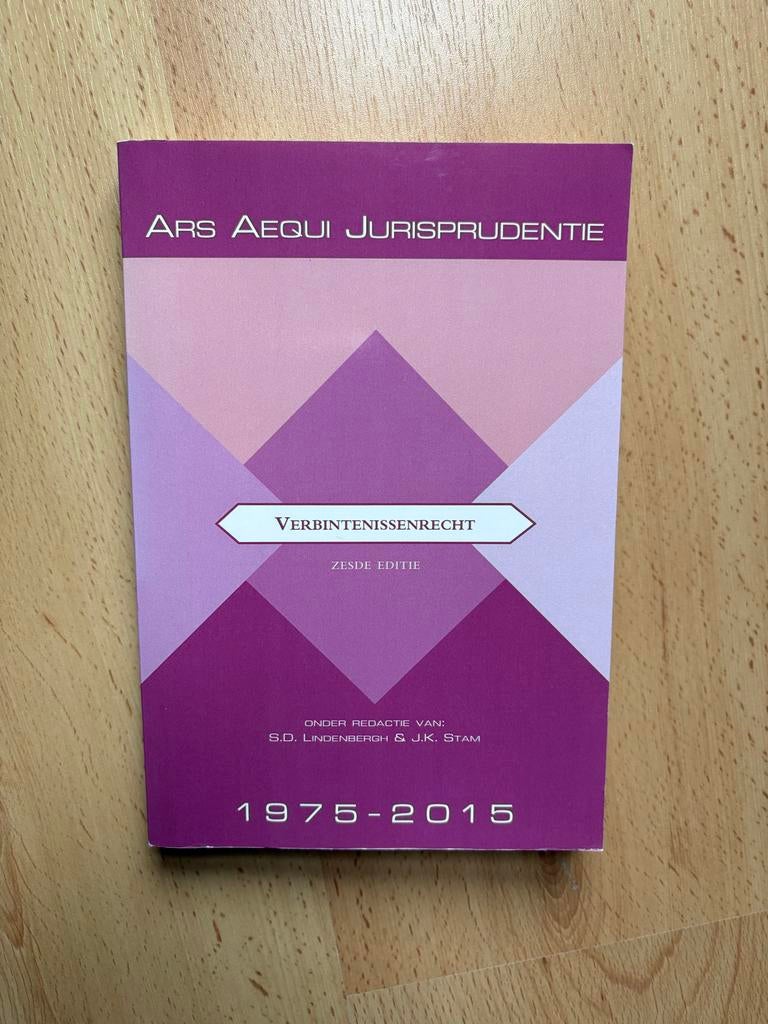 Ars Aequi Jurisprudentie
Verbintenissenrecht
zesde editie
onder redactie van:
S.D. Lindenbergh & J.K. Stam
1975-2015